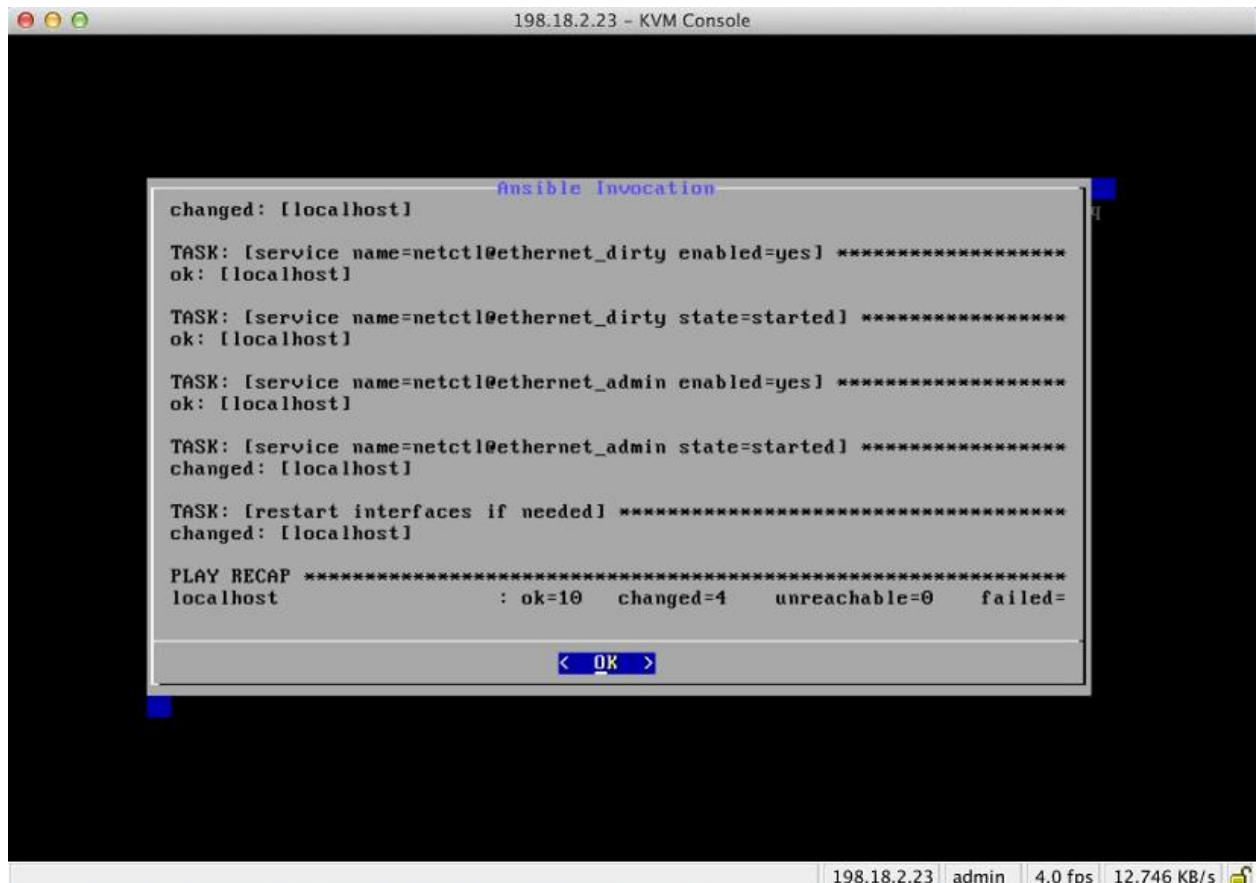 198.18.2.23 – KVM Console
Ansible Invocation
changed: [localhost]
TASK: [service name=netctl@ethernet_dirty enabled=yes] *******************
ok: [localhost]
TASK: [service name=netctl@ethernet_dirty state=started] *****************
ok: [localhost]
TASK: [service name=netctl@ethernet_admin enabled=yes] *******************
ok: [localhost]
TASK: [service name=netctl@ethernet_admin state=started] *****************
changed: [localhost]
TASK: [restart interfaces if needed] *************************************
changed: [localhost]
PLAY RECAP ***************************************************************
localhost : ok=10 changed=4 unreachable=0 failed=
< OK >
198.18.2.23 admin 4.0 fps 12.746 KB/s